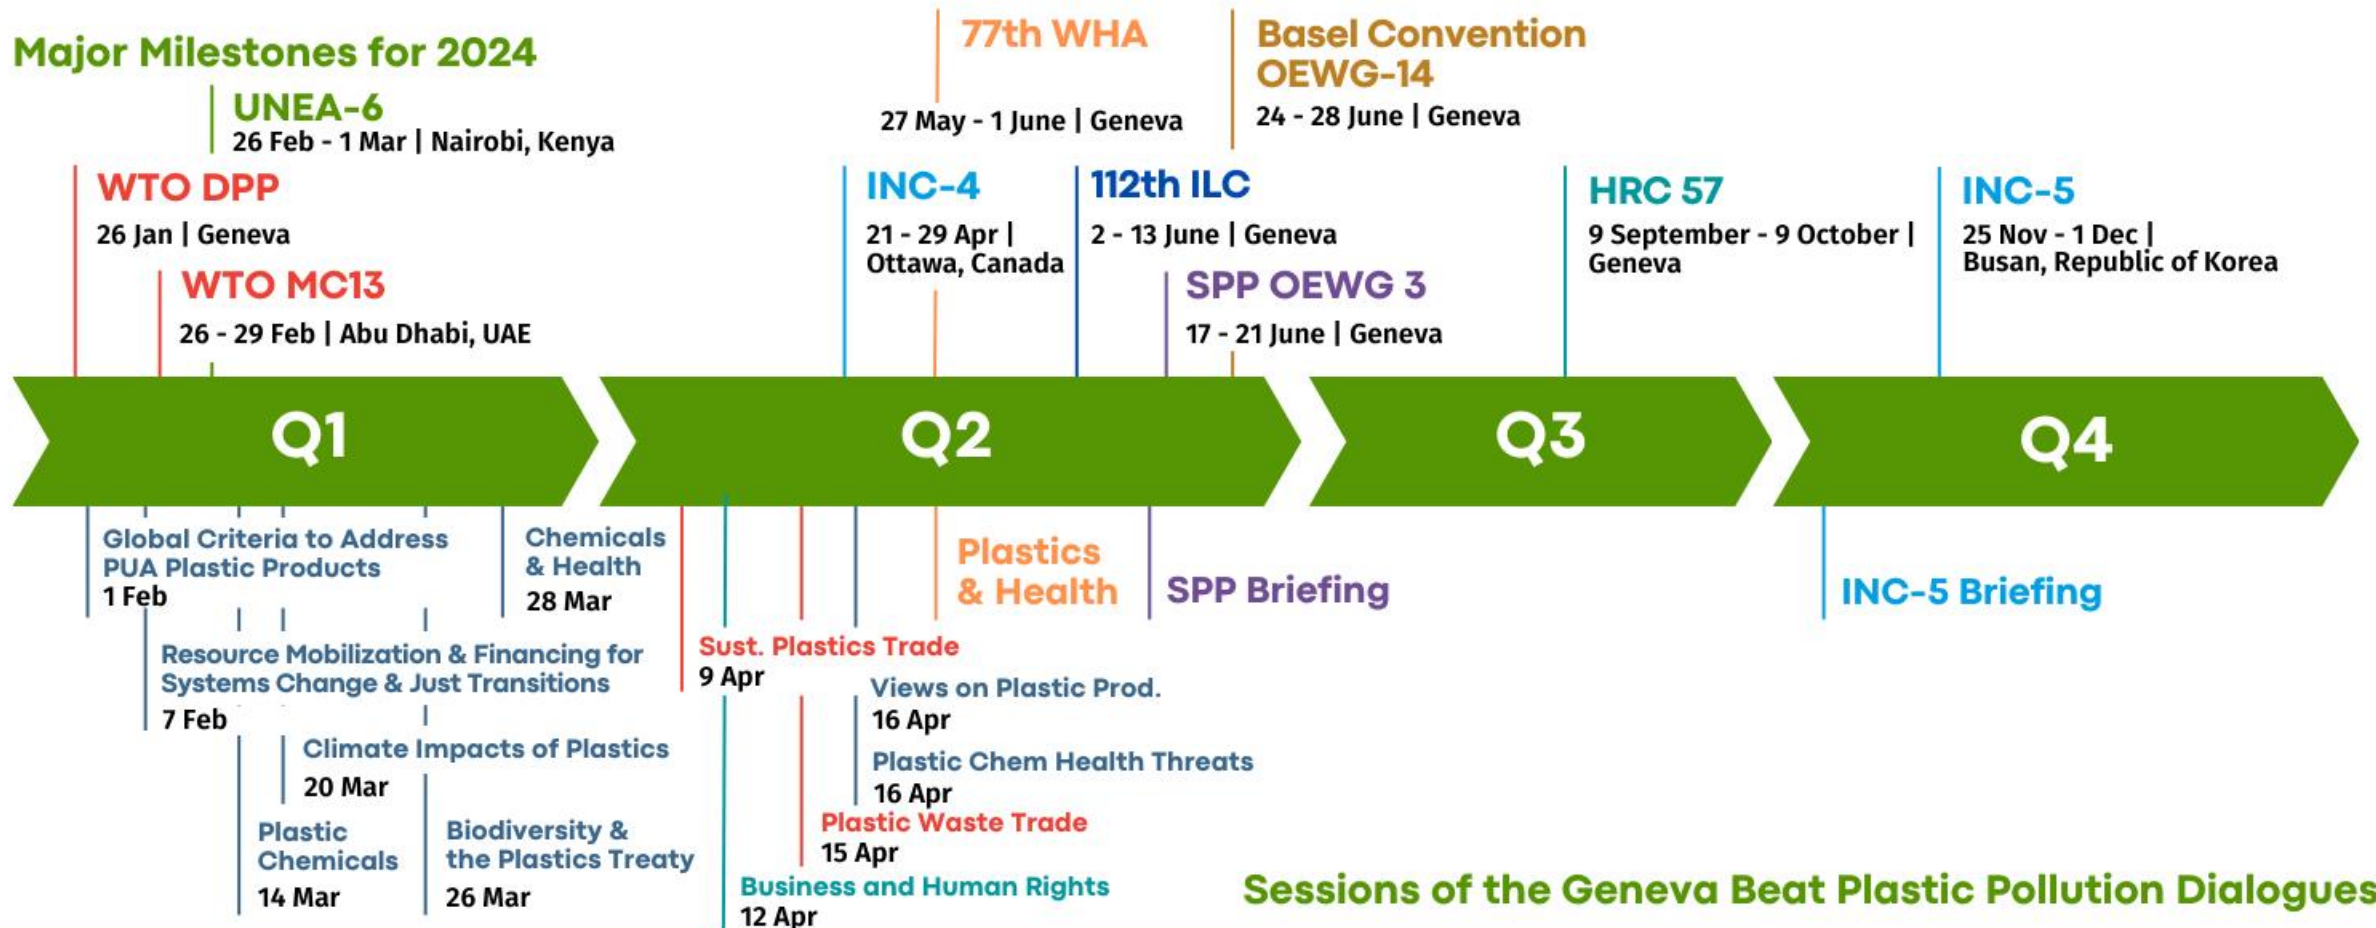 Major Milestones for 2024
77th WHA
27 May - 1 June | Geneva
Basel Convention
OEWG-14
24 - 28 June | Geneva
UNEA-6
26 Feb - 1 Mar | Nairobi, Kenya
WTO DPP
26 Jan | Geneva
WTO MC13
26 - 29 Feb | Abu Dhabi, UAE
INC-4
21 - 29 Apr |
Ottawa, Canada
112th ILC
2 - 13 June | Geneva
SPP OEWG 3
17 - 21 June | Geneva
HRC 57
9 September - 9 October |
Geneva
INC-5
25 Nov - 1 Dec |
Busan, Republic of Korea
Q1
Q2
Q3
Q4
Global Criteria to Address
PUA Plastic Products
1 Feb
Chemicals
& Health
28 Mar
Resource Mobilization & Financing for
Systems Change & Just Transitions
7 Feb
Climate Impacts of Plastics
20 Mar
Plastic
Chemicals
14 Mar
Biodiversity &
the Plastics Treaty
26 Mar
Plastics
& Health
SPP Briefing
INC-5 Briefing
Sust. Plastics Trade
9 Apr
Views on Plastic Prod.
16 Apr
Plastic Chem Health Threats
16 Apr
Plastic Waste Trade
15 Apr
Business and Human Rights
12 Apr
Sessions of the Geneva Beat Plastic Pollution Dialogues